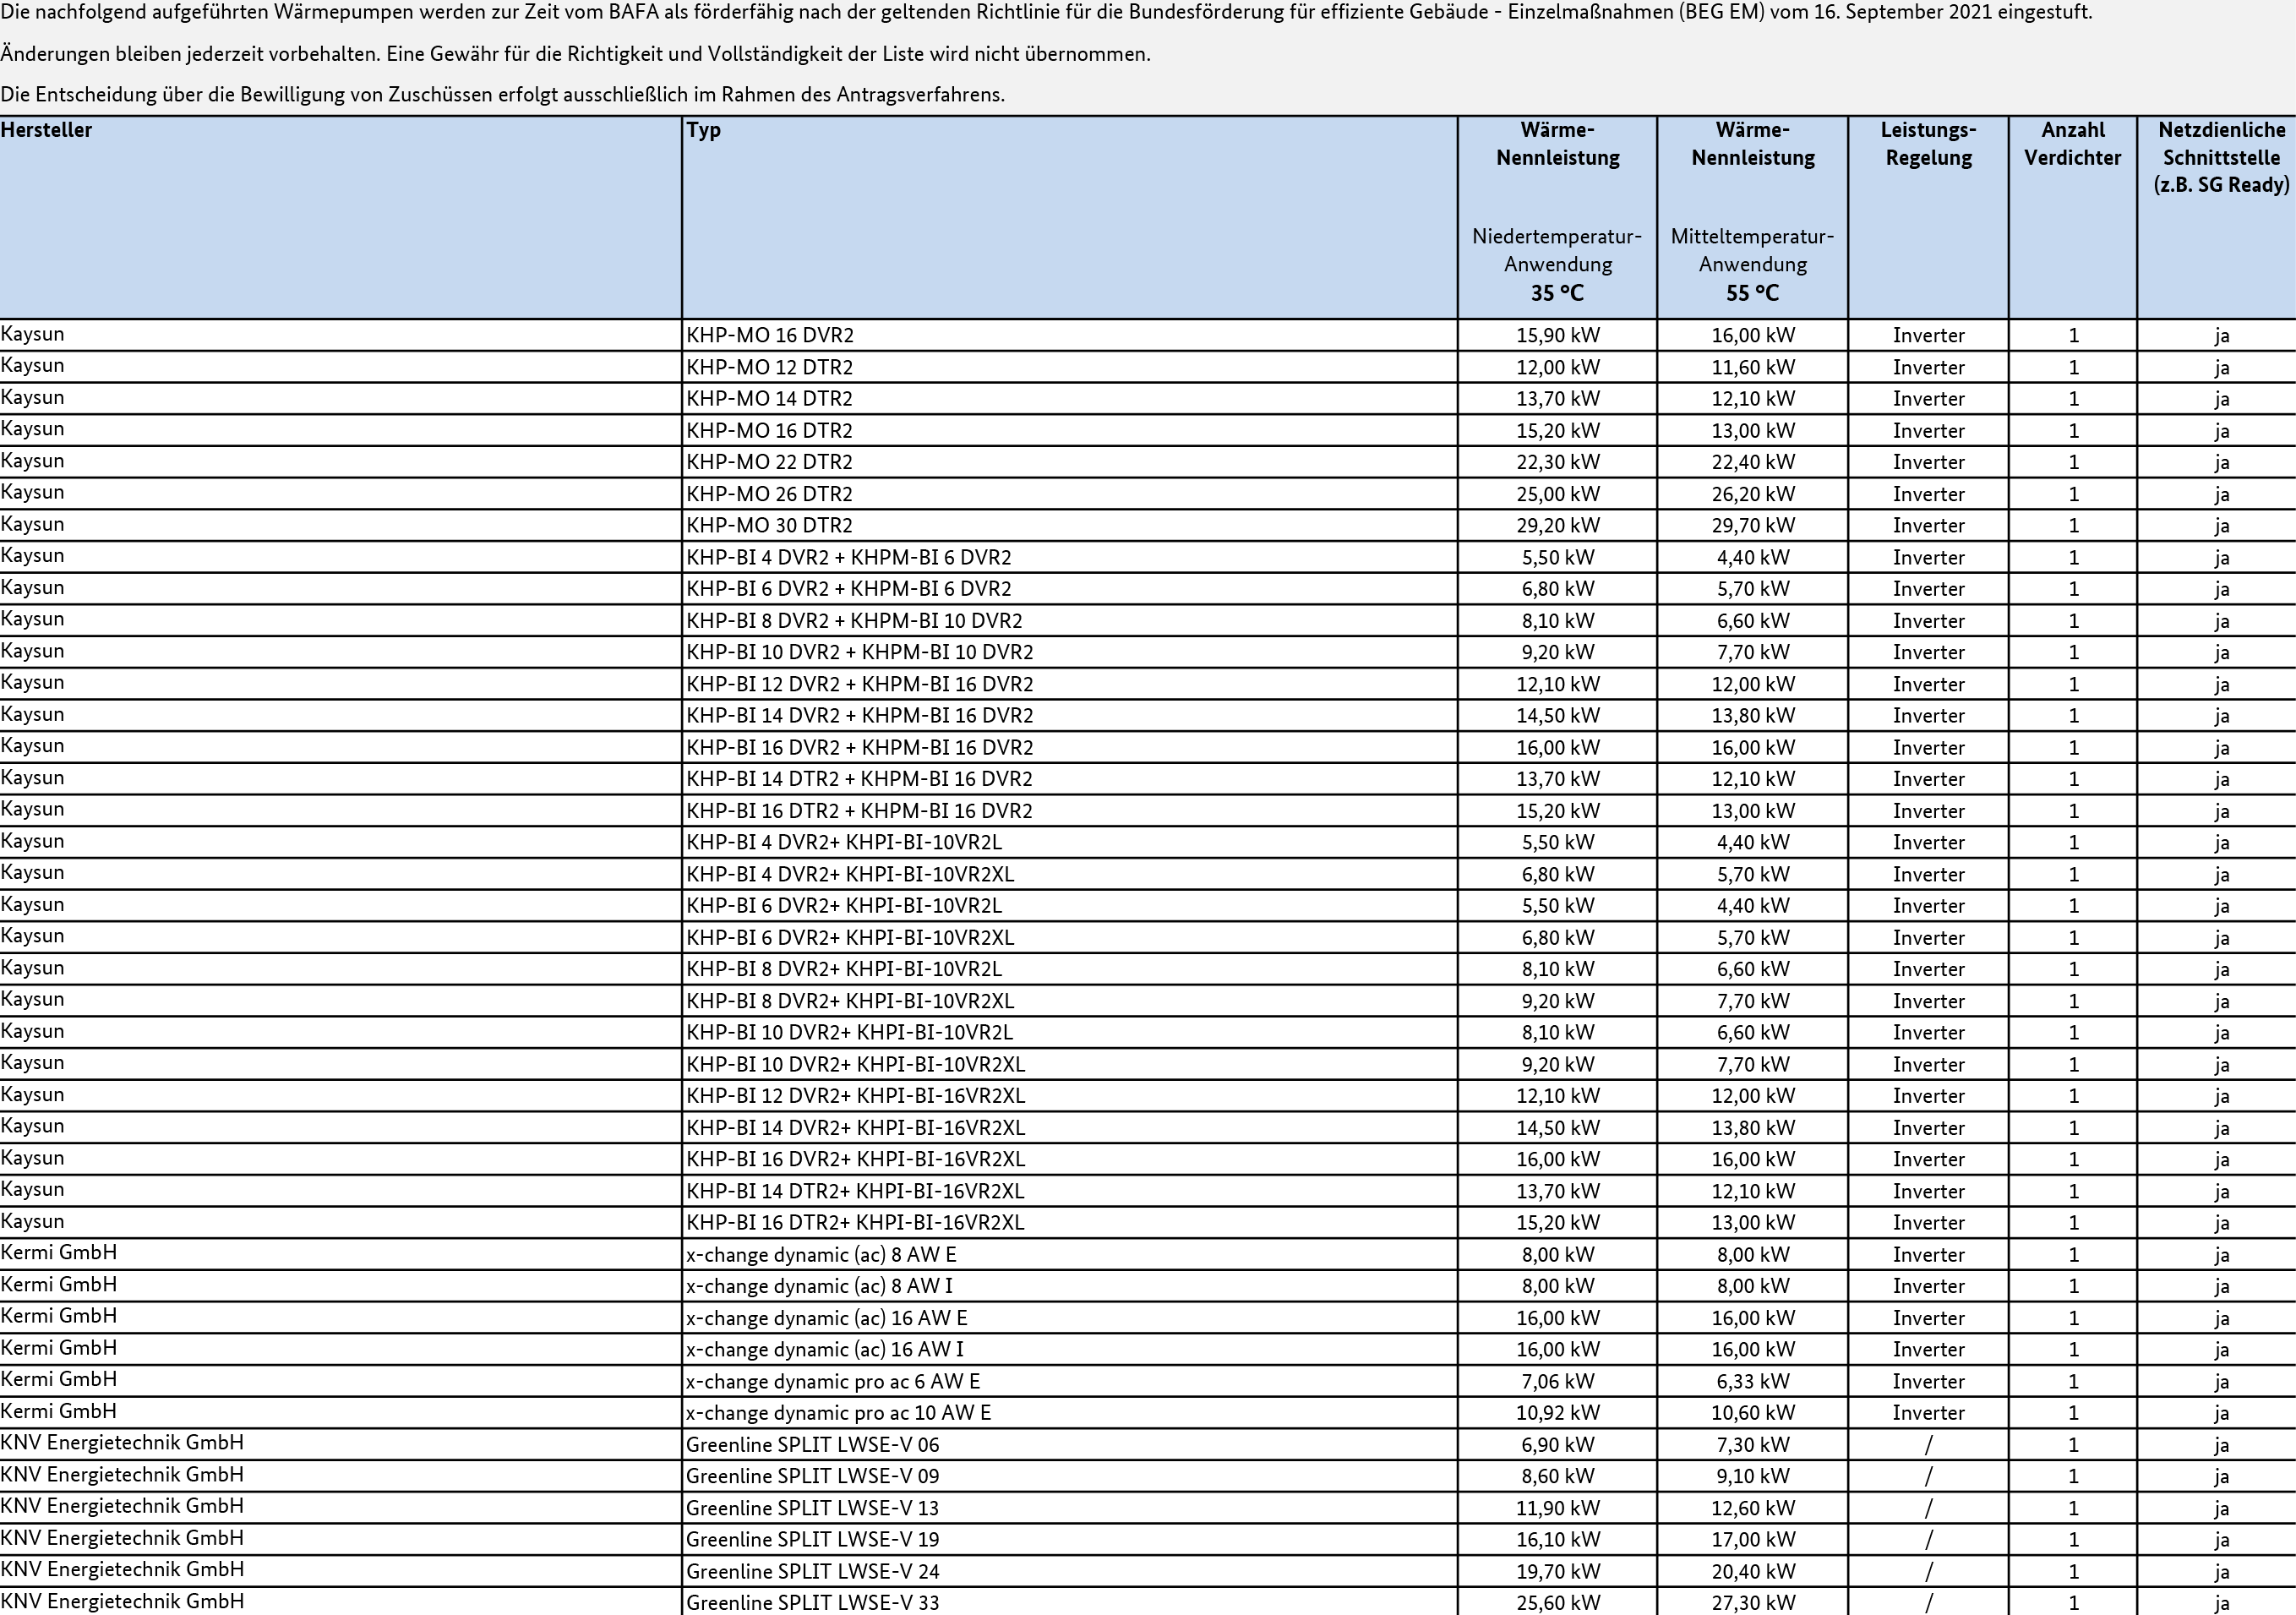 Die nachfolgend aufgeführten Wärmepumpen werden zur Zeit vom BAFA als förderfähig nach der geltenden Richtlinie für die Bundesförderung für effiziente Gebäude - Einzelmaßnahmen (BEG EM) vom 16. September 2021 eingestuft.
Änderungen bleiben jederzeit vorbehalten. Eine Gewähr für die Richtigkeit und Vollständigkeit der Liste wird nicht übernommen.
Die Entscheidung über die Bewilligung von Zuschüssen erfolgt ausschließlich im Rahmen des Antragsverfahrens.
Hersteller Typ Wärme- Wärme- Leistungs- Anzahl Netzdienliche
Nennleistung Nennleistung Regelung Verdichter Schnittstelle
(z.B. SG Ready)
Niedertemperatur- Mitteltemperatur-
Anwendung Anwendung
35 °C 55 °C
Kaysun KHP-MO 16 DVR2 15,90 kW 16,00 kW Inverter 1 ja
Kaysun KHP-MO 12 DTR2 12,00 kW 11,60 kW Inverter 1 ja
Kaysun KHP-MO 14 DTR2 13,70 kW 12,10 kW Inverter 1 ja
Kaysun KHP-MO 16 DTR2 15,20 kW 13,00 kW Inverter 1 ja
Kaysun KHP-MO 22 DTR2 22,30 kW 22,40 kW Inverter 1 ja
Kaysun KHP-MO 26 DTR2 25,00 kW 26,20 kW Inverter 1 ja
Kaysun KHP-MO 30 DTR2 29,20 kW 29,70 kW Inverter 1 ja
Kaysun KHP-BI 4 DVR2 + KHPM-BI 6 DVR2 5,50 kW 4,40 kW Inverter 1 ja
Kaysun KHP-BI 6 DVR2 + KHPM-BI 6 DVR2 6,80 kW 5,70 kW Inverter 1 ja
Kaysun KHP-BI 8 DVR2 + KHPM-BI 10 DVR2 8,10 kW 6,60 kW Inverter 1 ja
Kaysun KHP-BI 10 DVR2 + KHPM-BI 10 DVR2 9,20 kW 7,70 kW Inverter 1 ja
Kaysun KHP-BI 12 DVR2 + KHPM-BI 16 DVR2 12,10 kW 12,00 kW Inverter 1 ja
Kaysun KHP-BI 14 DVR2 + KHPM-BI 16 DVR2 14,50 kW 13,80 kW Inverter 1 ja
Kaysun KHP-BI 16 DVR2 + KHPM-BI 16 DVR2 16,00 kW 16,00 kW Inverter 1 ja
Kaysun KHP-BI 14 DTR2 + KHPM-BI 16 DVR2 13,70 kW 12,10 kW Inverter 1 ja
Kaysun KHP-BI 16 DTR2 + KHPM-BI 16 DVR2 15,20 kW 13,00 kW Inverter 1 ja
Kaysun KHP-BI 4 DVR2+ KHPI-BI-10VR2L 5,50 kW 4,40 kW Inverter 1 ja
Kaysun KHP-BI 4 DVR2+ KHPI-BI-10VR2XL 6,80 kW 5,70 kW Inverter 1 ja
Kaysun KHP-BI 6 DVR2+ KHPI-BI-10VR2L 5,50 kW 4,40 kW Inverter 1 ja
Kaysun KHP-BI 6 DVR2+ KHPI-BI-10VR2XL 6,80 kW 5,70 kW Inverter 1 ja
Kaysun KHP-BI 8 DVR2+ KHPI-BI-10VR2L 8,10 kW 6,60 kW Inverter 1 ja
Kaysun KHP-BI 8 DVR2+ KHPI-BI-10VR2XL 9,20 kW 7,70 kW Inverter 1 ja
Kaysun KHP-BI 10 DVR2+ KHPI-BI-10VR2L 8,10 kW 6,60 kW Inverter 1 ja
Kaysun KHP-BI 10 DVR2+ KHPI-BI-10VR2XL 9,20 kW 7,70 kW Inverter 1 ja
Kaysun KHP-BI 12 DVR2+ KHPI-BI-16VR2XL 12,10 kW 12,00 kW Inverter 1 ja
Kaysun KHP-BI 14 DVR2+ KHPI-BI-16VR2XL 14,50 kW 13,80 kW Inverter 1 ja
Kaysun KHP-BI 16 DVR2+ KHPI-BI-16VR2XL 16,00 kW 16,00 kW Inverter 1 ja
Kaysun KHP-BI 14 DTR2+ KHPI-BI-16VR2XL 13,70 kW 12,10 kW Inverter 1 ja
Kaysun KHP-BI 16 DTR2+ KHPI-BI-16VR2XL 15,20 kW 13,00 kW Inverter 1 ja
Kermi GmbH x-change dynamic (ac) 8 AW E 8,00 kW 8,00 kW Inverter 1 ja
Kermi GmbH x-change dynamic (ac) 8 AW I 8,00 kW 8,00 kW Inverter 1 ja
Kermi GmbH x-change dynamic (ac) 16 AW E 16,00 kW 16,00 kW Inverter 1 ja
Kermi GmbH x-change dynamic (ac) 16 AW I 16,00 kW 16,00 kW Inverter 1 ja
Kermi GmbH x-change dynamic pro ac 6 AW E 7,06 kW 6,33 kW Inverter 1 ja
Kermi GmbH x-change dynamic pro ac 10 AW E 10,92 kW 10,60 kW Inverter 1 ja
KNV Energietechnik GmbH Greenline SPLIT LWSE-V 06 6,90 kW 7,30 kW / 1 ja
KNV Energietechnik GmbH Greenline SPLIT LWSE-V 09 8,60 kW 9,10 kW / 1 ja
KNV Energietechnik GmbH Greenline SPLIT LWSE-V 13 11,90 kW 12,60 kW / 1 ja
KNV Energietechnik GmbH Greenline SPLIT LWSE-V 19 16,10 kW 17,00 kW / 1 ja
KNV Energietechnik GmbH Greenline SPLIT LWSE-V 24 19,70 kW 20,40 kW / 1 ja
KNV Energietechnik GmbH Greenline SPLIT LWSE-V 33 25,60 kW 27,30 kW / 1 ja